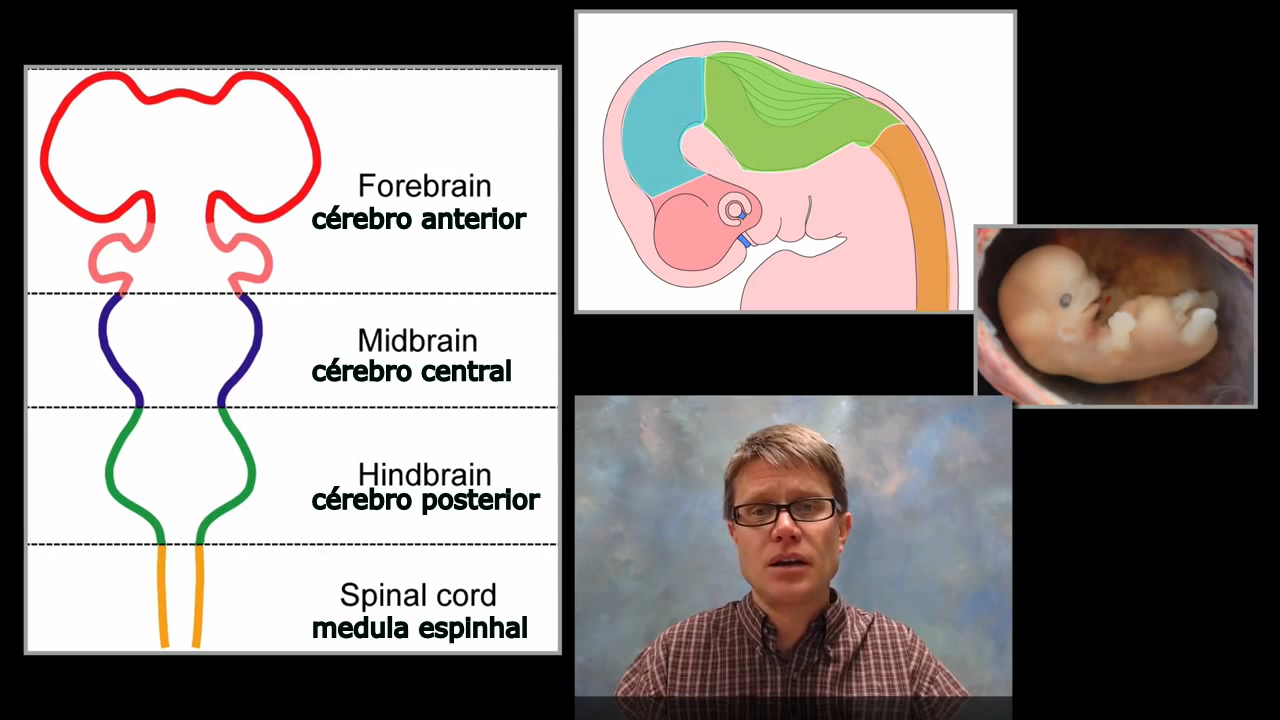 Forebrain
cérebro anterior
Midbrain
cérebro central
Hindbrain
cérebro posterior
Spinal cord
medula espinhal